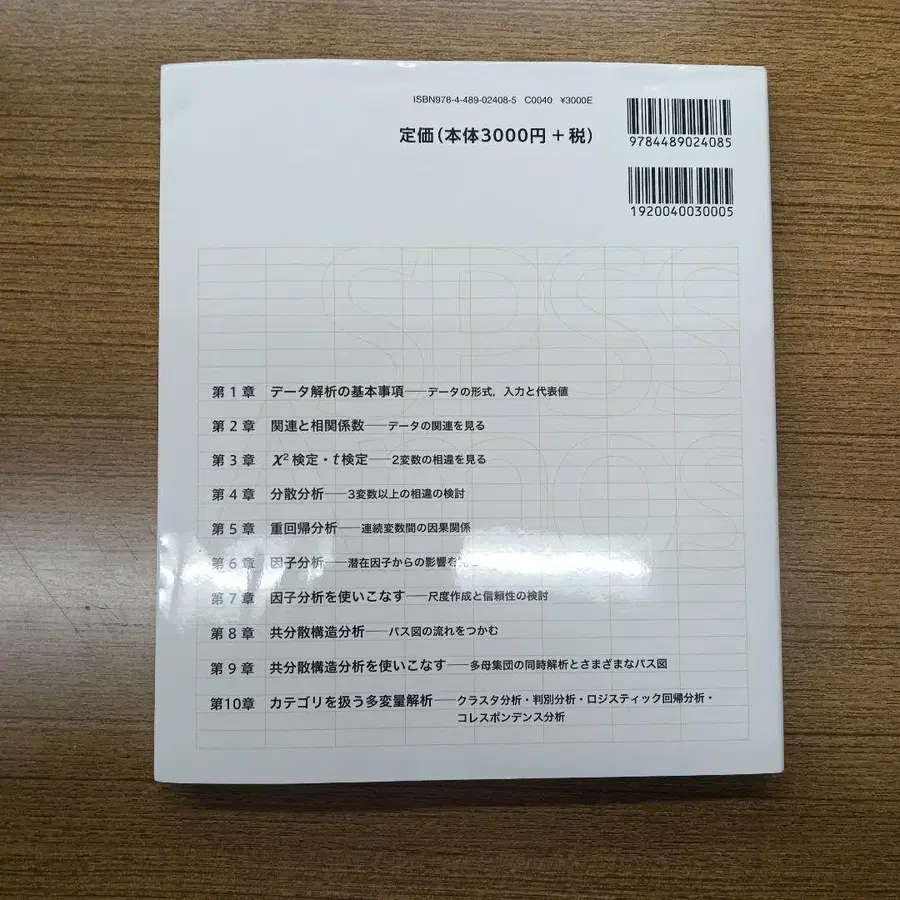 ISBN978-4-489-02408-5 C0040 ¥3000E
定価(本体3000円+税)
9784489024085
1920040030005
SPSS
Amos
第1章 データ解析の基本事項──データの形式，入力と代表値
第2章 関連と相関係数──データの関連を見る
第3章 χ²検定・t検定──2変数の相違を見る
第4章 分散分析──3変数以上の相違の検討
第5章 重回帰分析──連続変数間の因果関係
第6章 因子分析──潜在因子からの影響を
第7章 因子分析を使いこなす──尺度作成と信頼性の検討
第8章 共分散構造分析──パス図の流れをつかむ
第9章 共分散構造分析を使いこなす──多母集団の同時解析とさまざまなパス図
第10章 カテゴリを扱う多変量解析──クラスタ分析・判別分析・ロジスティック回帰分析・
コレスポンデンス分析